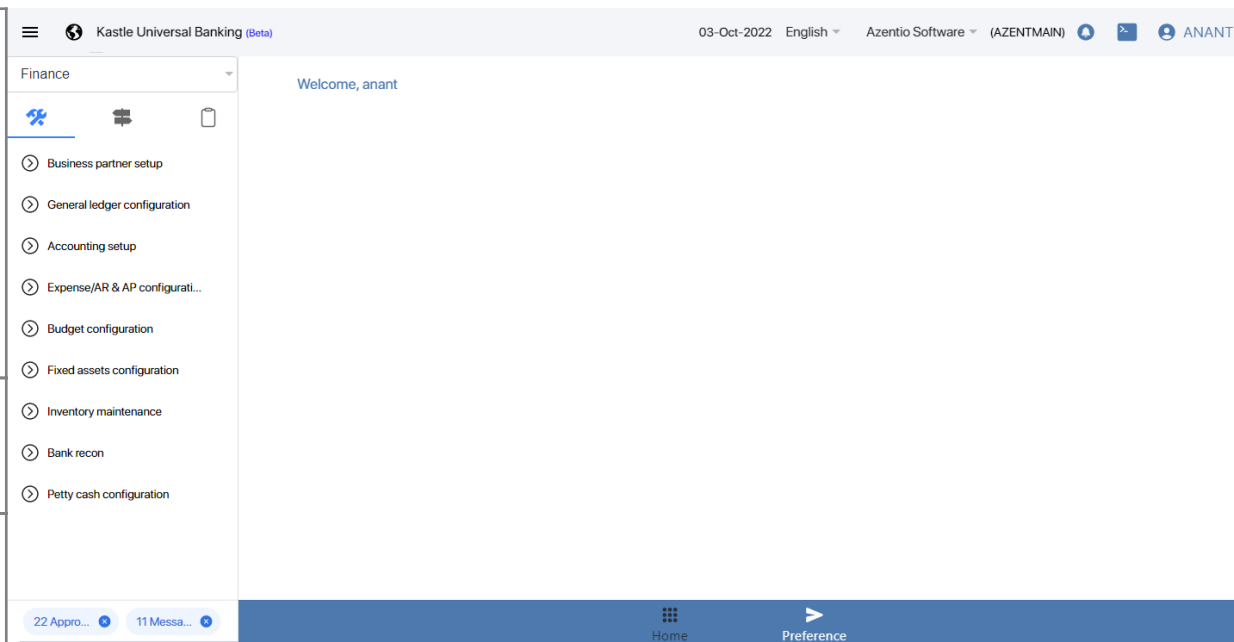 Kastle Universal Banking (Beta)
03-Oct-2022 English Azentio Software (AZENTMAIN) ANANT
Finance
Welcome, anant
Business partner setup
General ledger configuration
Accounting setup
Expense/AR & AP configurati...
Budget configuration
Fixed assets configuration
Inventory maintenance
Bank recon
Petty cash configuration
22 Appro... 11 Messa...
Home Preference